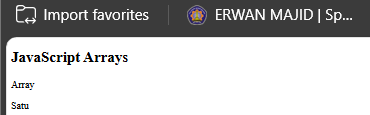 Import favorites
ERWAN MAJID | Sp...
JavaScript Arrays
Array
Satu